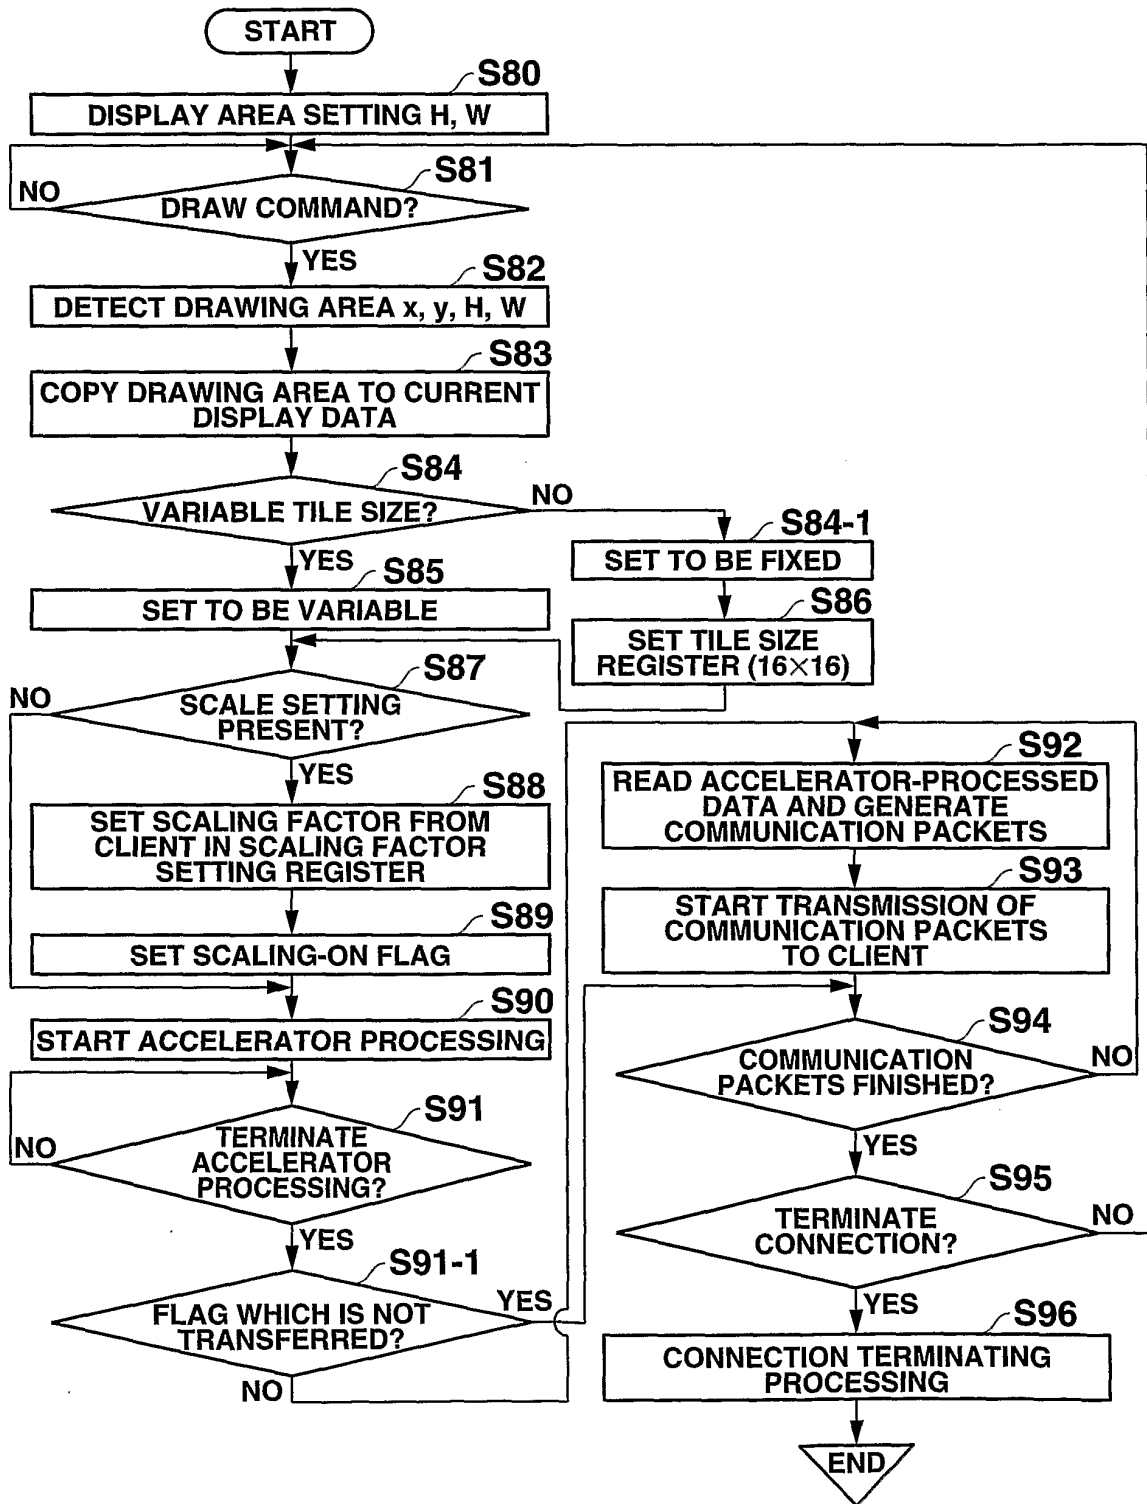 START
S80
DISPLAY AREA SETTING H, W
S81
NO
DRAW COMMAND?
YES
S82
DETECT DRAWING AREA x, y, H, W
S83
COPY DRAWING AREA TO CURRENT
DISPLAY DATA
S84
VARIABLE TILE SIZE?
NO
YES
S84-1
SET TO BE FIXED
S85
SET TO BE VARIABLE
S86
SET TILE SIZE
REGISTER (16×16)
S87
NO
SCALE SETTING
PRESENT?
YES
S88
SET SCALING FACTOR FROM
CLIENT IN SCALING FACTOR
SETTING REGISTER
S89
SET SCALING-ON FLAG
S90
START ACCELERATOR PROCESSING
S91
NO
TERMINATE
ACCELERATOR
PROCESSING?
YES
S91-1
FLAG WHICH IS NOT
TRANSFERRED?
YES
NO
S92
READ ACCELERATOR-PROCESSED
DATA AND GENERATE
COMMUNICATION PACKETS
S93
START TRANSMISSION OF
COMMUNICATION PACKETS
TO CLIENT
S94
COMMUNICATION
PACKETS FINISHED?
NO
YES
S95
TERMINATE
CONNECTION?
NO
YES
S96
CONNECTION TERMINATING
PROCESSING
END